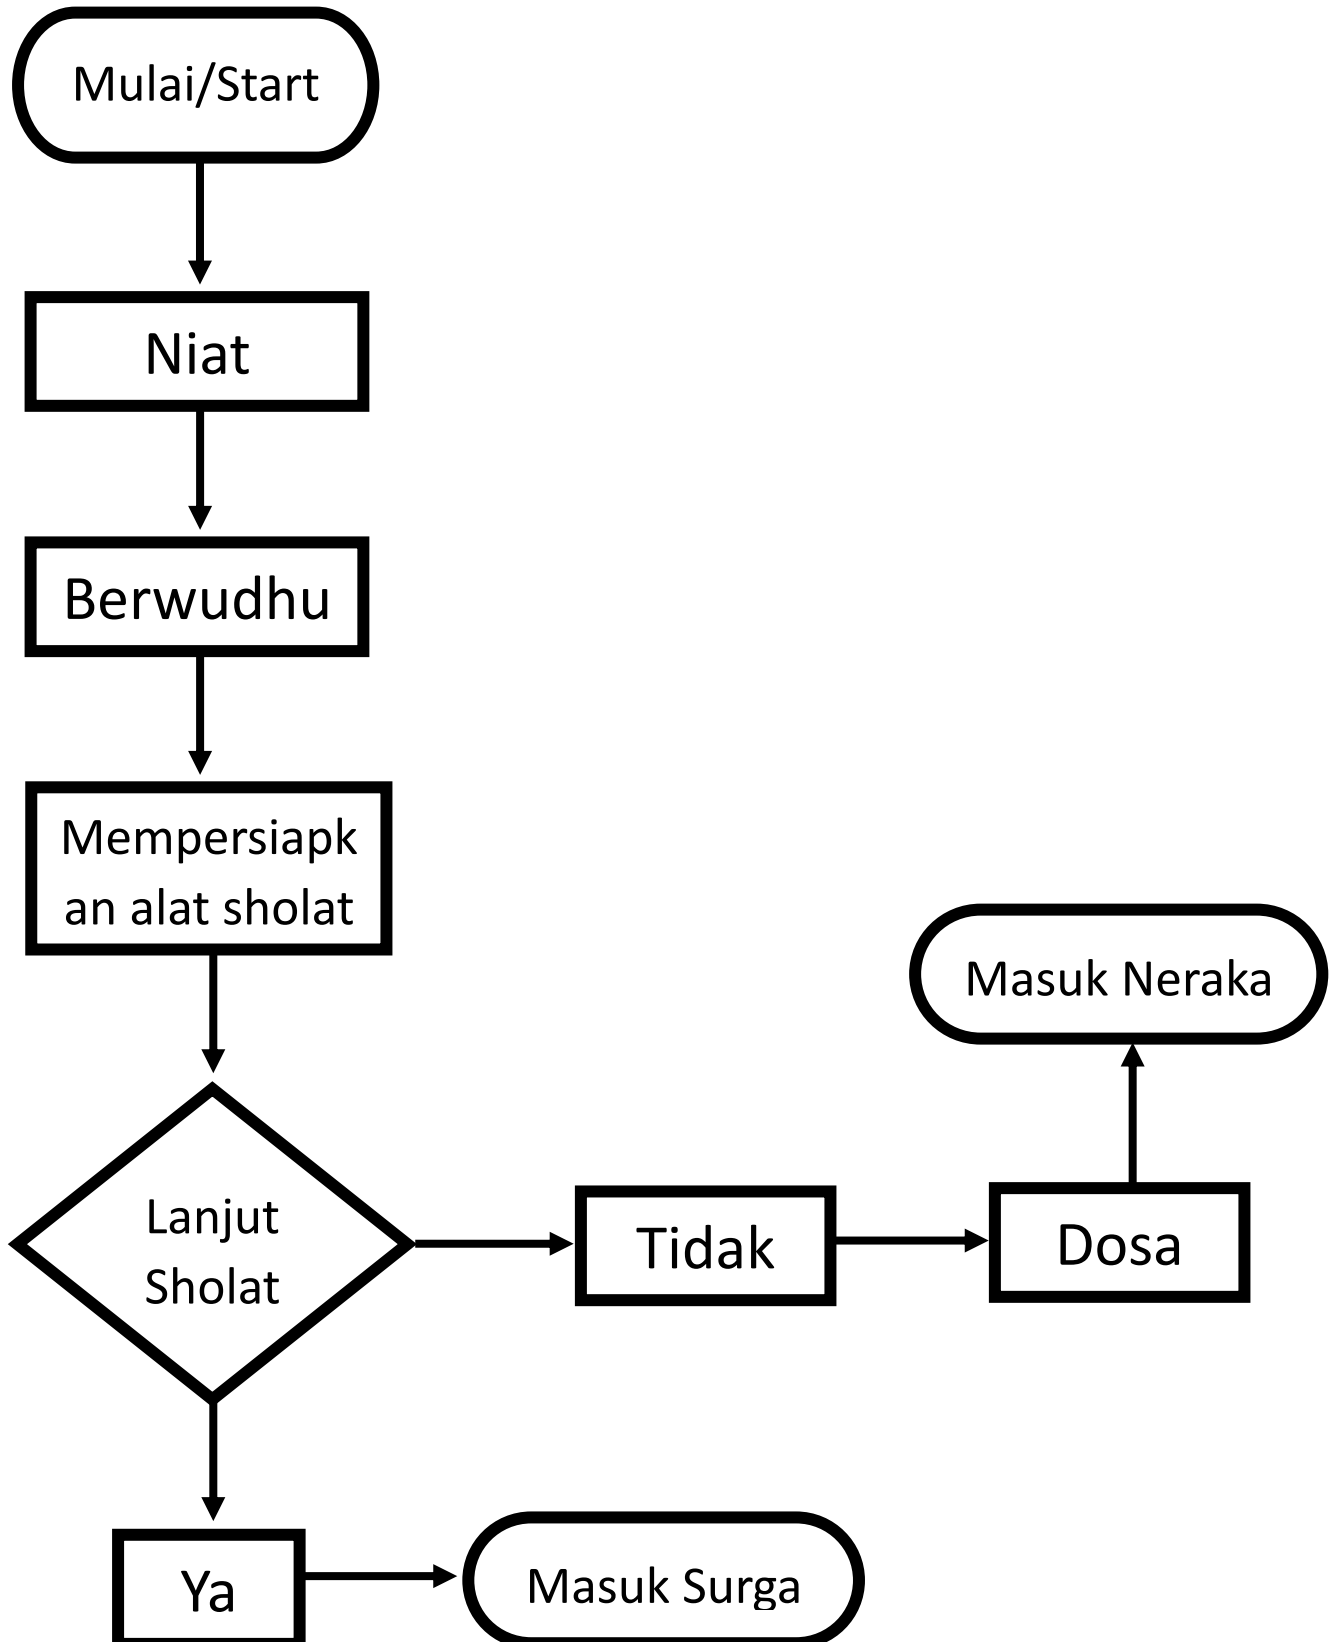 Mulai/Start
Niat
Berwudhu
Mempersiapk
an alat sholat
Masuk Neraka
Lanjut
Sholat
Tidak
Dosa
Ya
Masuk Surga